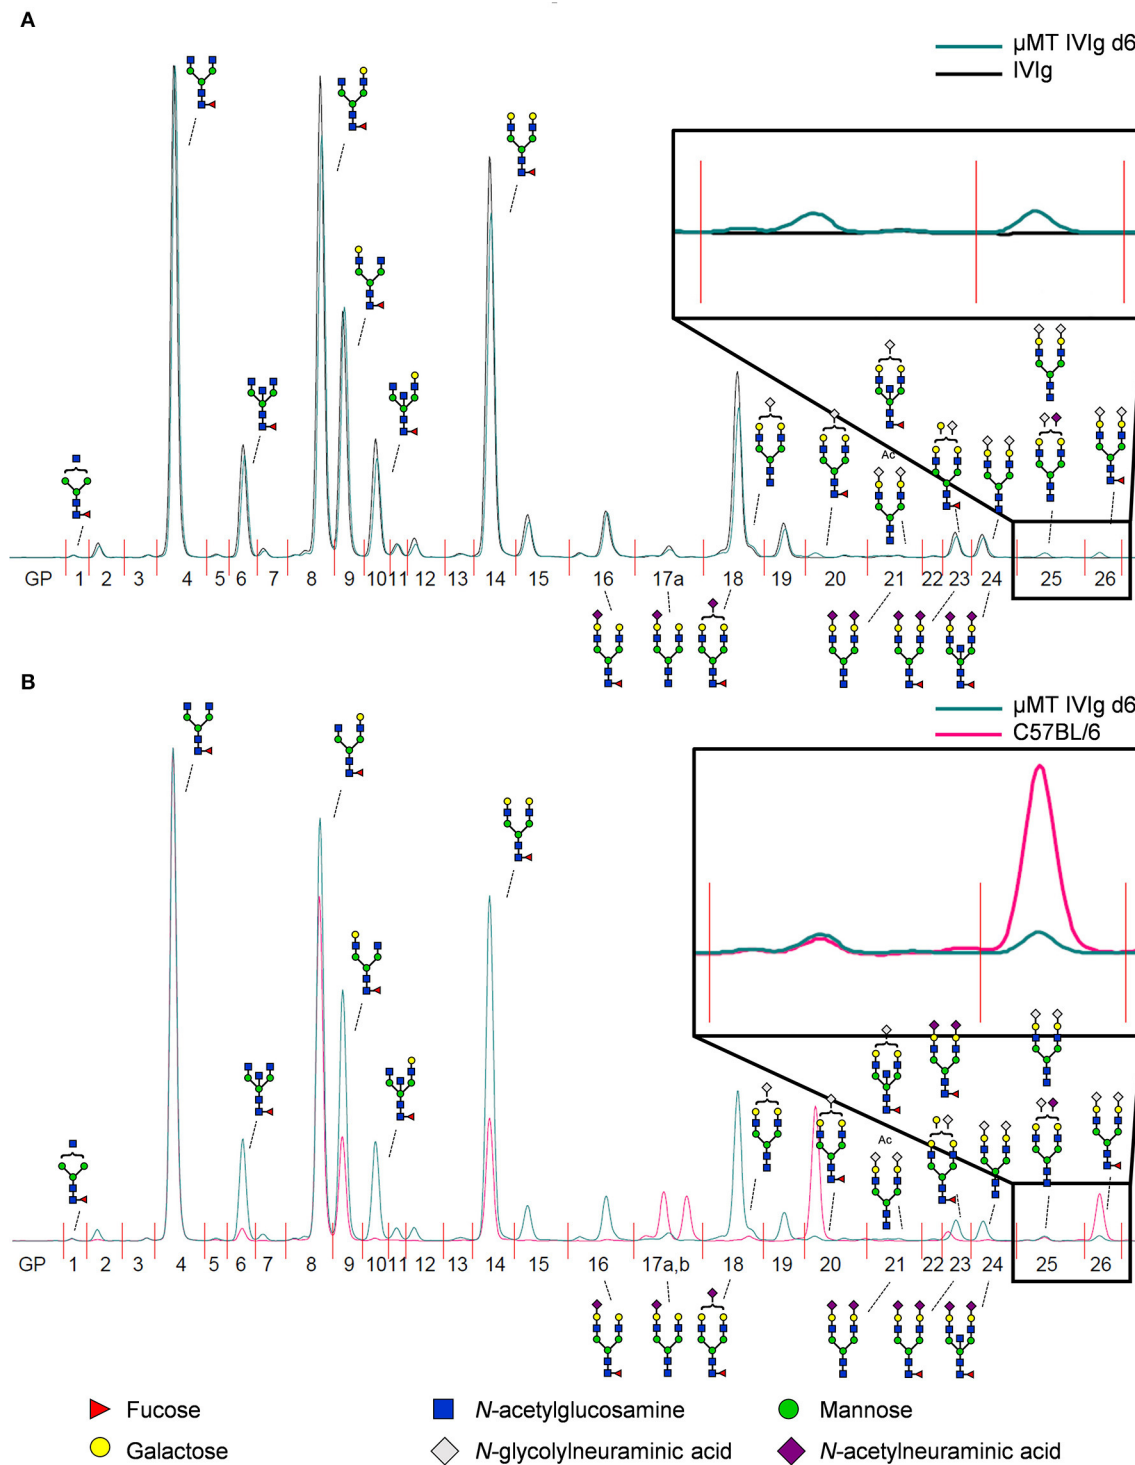 A
μMT IVIg d6
IVIg
Ac
GP 1 2 3 4 5 6 7 8 9 10 11 12 13 14 15 16 17a 18 19 20 21 22 23 24 25 26
B
μMT IVIg d6
C57BL/6
Ac
GP 1 2 3 4 5 6 7 8 9 10 11 12 13 14 15 16 17a,b 18 19 20 21 22 23 24 25 26
Fucose N-acetylglucosamine Mannose
Galactose N-glycolylneuraminic acid N-acetylneuraminic acid